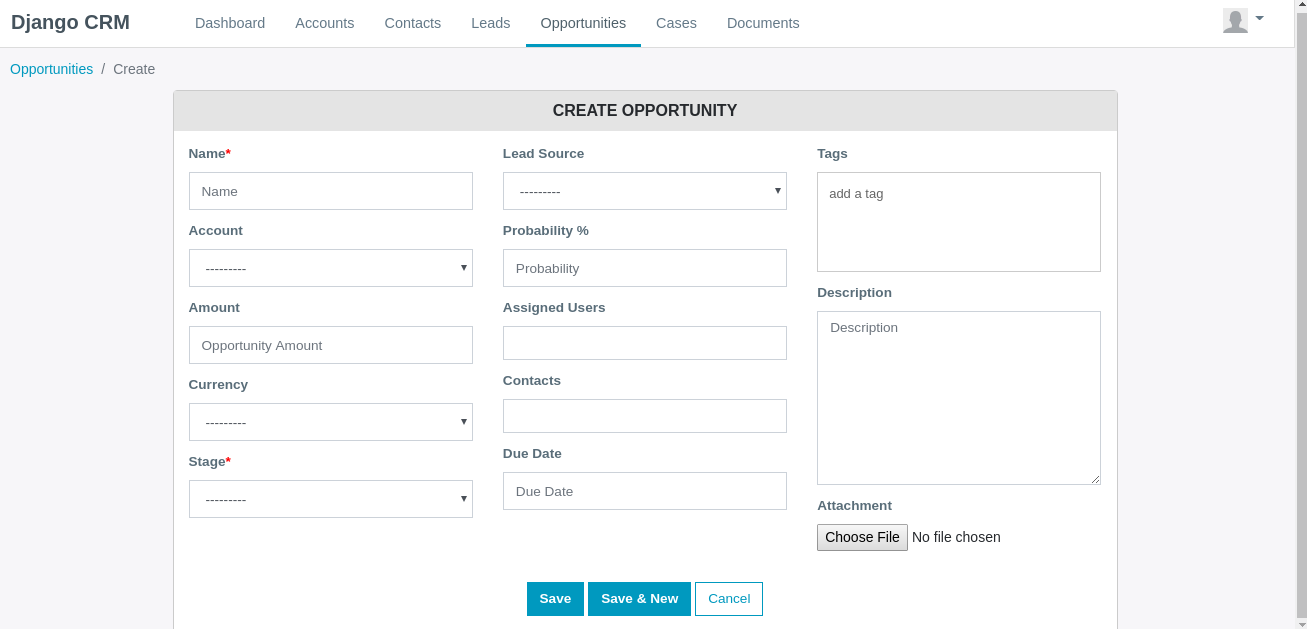 Django CRM
Dashboard Accounts Contacts Leads Opportunities Cases Documents
Opportunities / Create
CREATE OPPORTUNITY
Name*
Name
Account
---------
Amount
Opportunity Amount
Currency
---------
Stage*
---------
Lead Source
---------
Probability %
Probability
Assigned Users
Contacts
Due Date
Due Date
Tags
add a tag
Description
Description
Attachment
Choose File No file chosen
Save Save & New Cancel